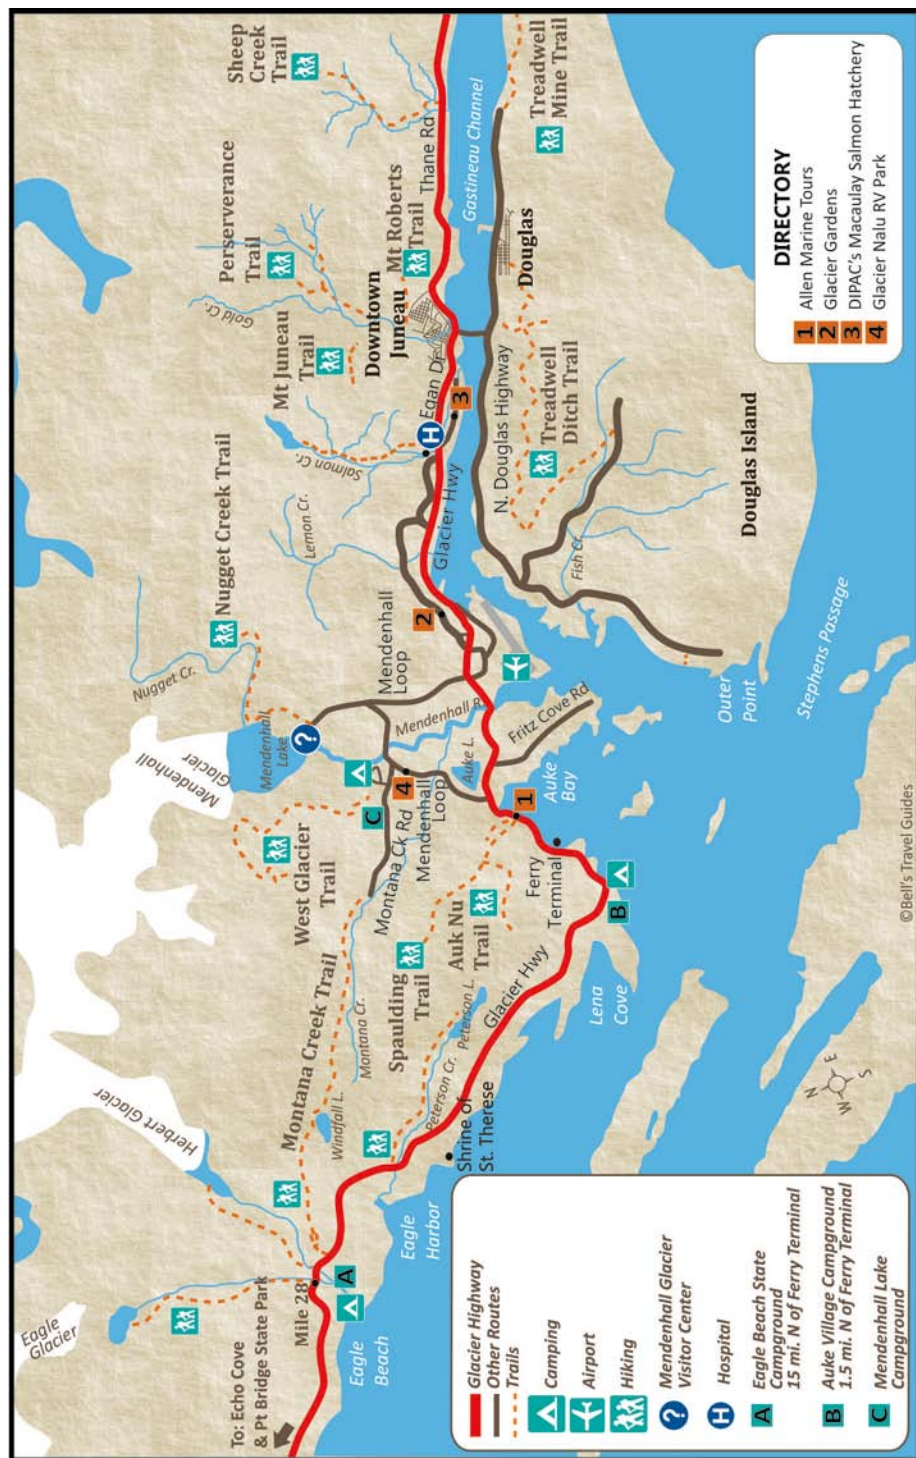 Sheep
Creek
Trail
Perserverance
Trail
Gold Cr.
Mt Juneau
Trail
Downtown
Juneau
Mt Roberts
Trail
Thane Rd
Gastineau Channel
Treadwell
Mine Trail
Douglas
Egan Dr
3
H
Salmon Cr.
Lemon Cr.
Glacier Hwy
N. Douglas Highway
Treadwell
Ditch Trail
Fish Cr.
Douglas Island
Nugget Creek Trail
Nugget Cr.
Mendenhall
Loop
2
Mendenhall
Glacier
Mendenhall
Lake
?
Mendenhall R.
Fritz Cove Rd
Outer
Point
Stephens Passage
Auke L.
Auke
Bay
1
4
Mendenhall
Loop
C
Montana Ck Rd
West Glacier
Trail
Ferry
Terminal
B
Auk Nu
Trail
Spaulding
Trail
Montana Creek Trail
Montana Cr.
Peterson L.
Peterson Cr.
Glacier Hwy
Lena
Cove
Windfall L.
Herbert Glacier
Shrine of
St. Therese
Eagle
Harbor
Eagle
Glacier
Mile 28
A
Eagle
Beach
To: Echo Cove
& Pt Bridge State Park
N
E
S
W
©Bell's Travel Guides
DIRECTORY
1 Allen Marine Tours
2 Glacier Gardens
3 DIPAC's Macaulay Salmon Hatchery
4 Glacier Nalu RV Park
Glacier Highway
Other Routes
Trails
Camping
Airport
Hiking
? Mendenhall Glacier
Visitor Center
H Hospital
A Eagle Beach State
Campground
15 mi. N of Ferry Terminal
B Auke Village Campground
1.5 mi. N of Ferry Terminal
C Mendenhall Lake
Campground